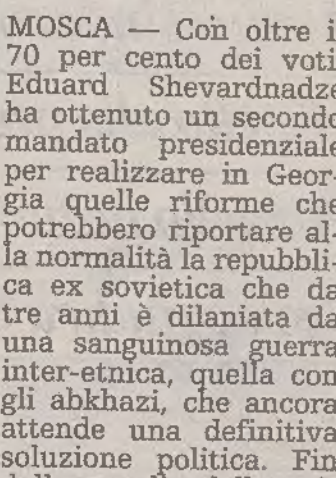 MOSCA — Con oltre il
70 per cento dei voti
Eduard Shevardnadze
ha ottenuto un secondo
mandato presidenziale
per realizzare in Geor-
gia quelle riforme che
potrebbero riportare al-
la normalità la repubbli-
ca ex sovietica che da
tre anni è dilaniata da
una sanguinosa guerra
inter-etnica, quella con
gli abkhazi, che ancora
attende una definitiva
soluzione politica. Fin